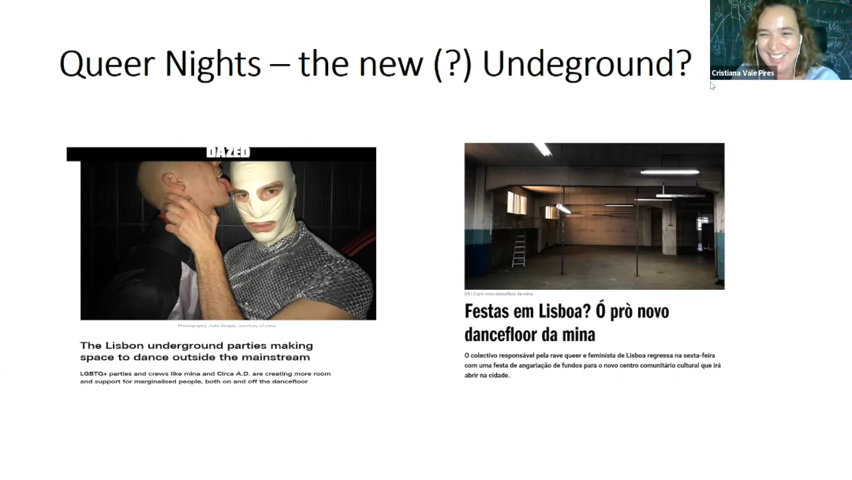 Queer Nights – the new (?) Undeground?
Cristiana Vale Pires
DAZED
The Lisbon underground parties making
space to dance outside the mainstream
LGBTQ+ parties and crews like mina and Circa A.D. are creating more room
and support for marginalised people, both on and off the dancefloor
Festas em Lisboa? Ó prò novo
dancefloor da mina
O colectivo responsável pela rave queer e feminista de Lisboa regressa na sexta-feira
com uma festa de angariação de fundos para o novo centro comunitário cultural que irá
abrir na cidade.